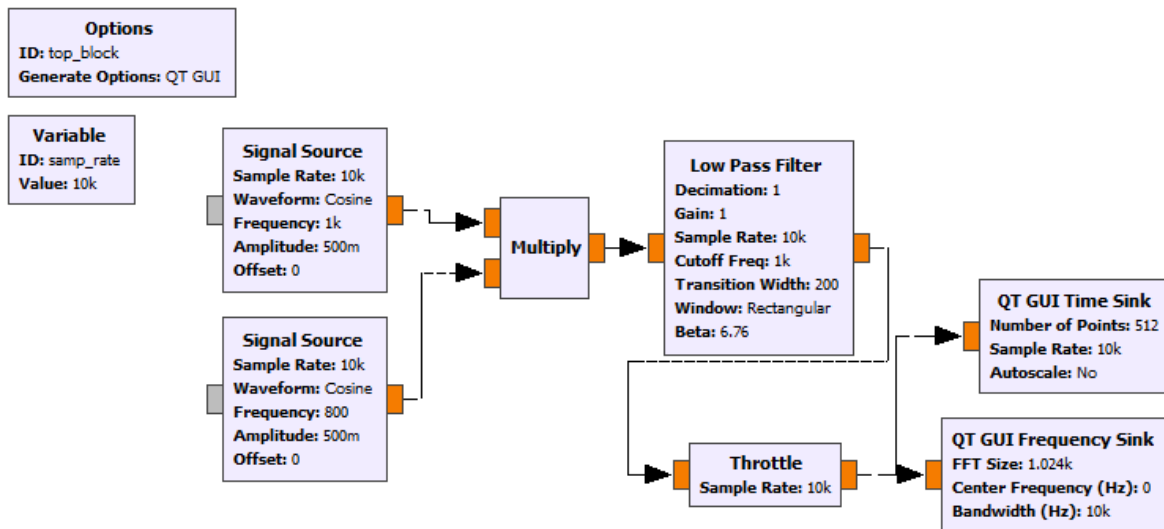 Options
ID: top_block
Generate Options: QT GUI
Variable
ID: samp_rate
Value: 10k
Signal Source
Sample Rate: 10k
Waveform: Cosine
Frequency: 1k
Amplitude: 500m
Offset: 0
Signal Source
Sample Rate: 10k
Waveform: Cosine
Frequency: 800
Amplitude: 500m
Offset: 0
Multiply
Low Pass Filter
Decimation: 1
Gain: 1
Sample Rate: 10k
Cutoff Freq: 1k
Transition Width: 200
Window: Rectangular
Beta: 6.76
Throttle
Sample Rate: 10k
QT GUI Time Sink
Number of Points: 512
Sample Rate: 10k
Autoscale: No
QT GUI Frequency Sink
FFT Size: 1.024k
Center Frequency (Hz): 0
Bandwidth (Hz): 10k